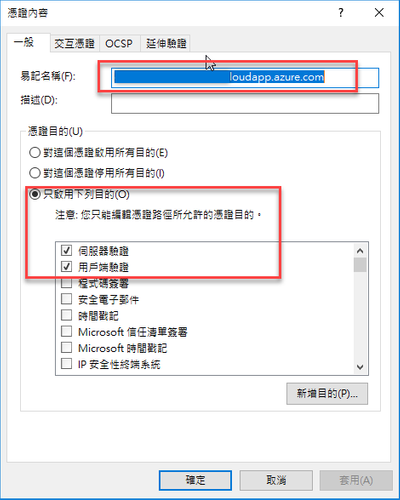 憑證內容
一般 交互憑證 OCSP 延伸驗證
易記名稱(F): loudapp.azure.com
描述(D):
憑證目的(U)
對這個憑證啟用所有目的(E)
對這個憑證停用所有目的(I)
只啟用下列目的(O)
注意: 您只能編輯憑證路徑所允許的憑證目的。
伺服器驗證
用戶端驗證
程式碼簽署
安全電子郵件
時間戳記
Microsoft 信任清單簽署
Microsoft 時間戳記
IP 安全性終端系統
新增目的(P)...
確定 取消 套用(A)